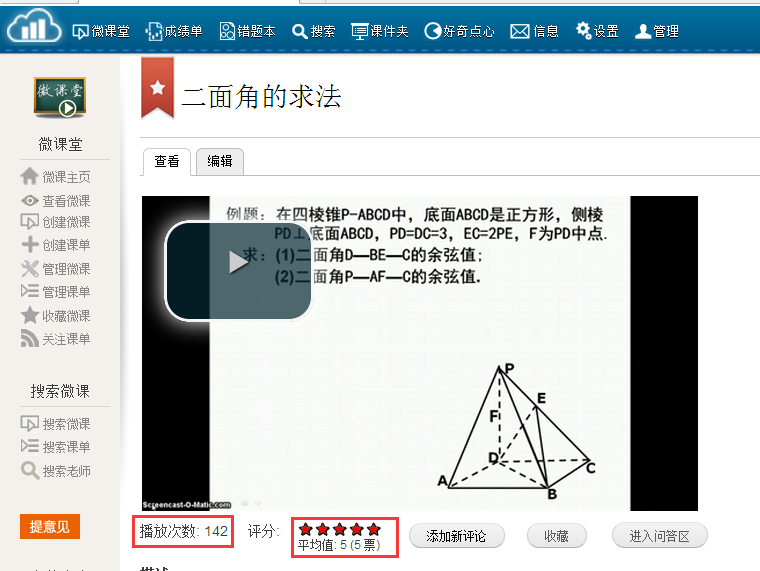 微课堂 成绩单 错题本 搜索 课件夹 好奇点心 信息 设置 管理
微课堂
微课堂
微课主页
查看微课
创建微课
创建课单
管理微课
管理课单
收藏微课
关注课单
搜索微课
搜索微课
搜索课单
搜索老师
提意见
二面角的求法
查看 编辑
例题：在四棱锥P-ABCD中，底面ABCD是正方形，侧棱
PD⊥底面ABCD，PD=DC=3，EC=2PE，F为PD中点.
求：(1)二面角D—BE—C的余弦值；
(2)二面角P—AF—C的余弦值.
P
E
F
D
C
A
B
Screencast-O-Matic.com
播放次数: 142 评分: 平均值: 5 (5 票) 添加新评论 收藏 进入问答区